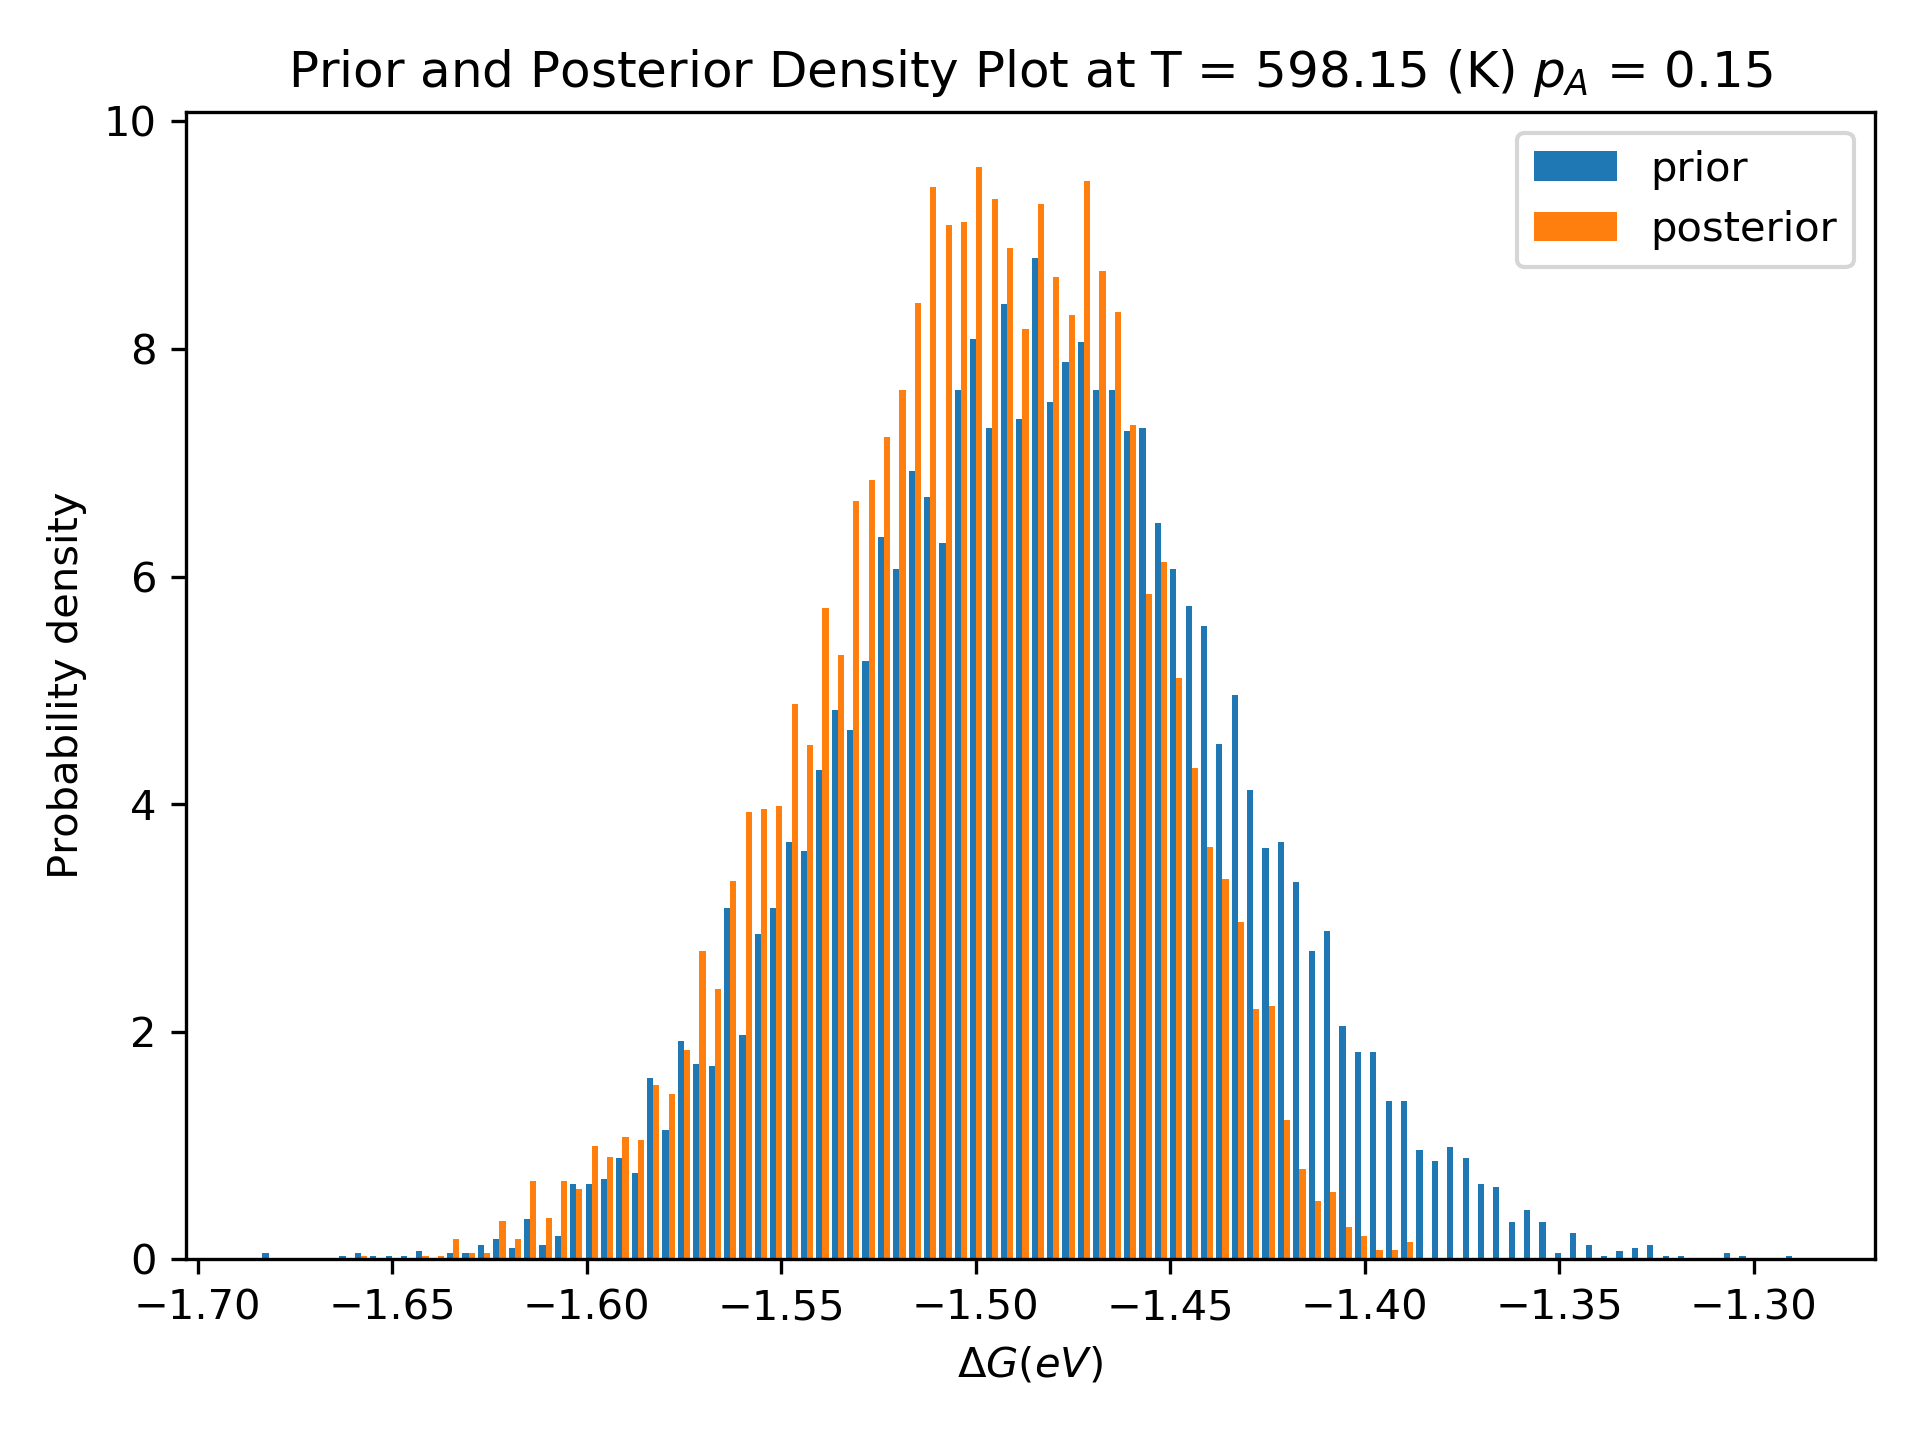 Prior and Posterior Density Plot at T = 598.15 (K) p_A = 0.15
prior
posterior
Probability density
10
8
6
4
2
0
−1.70 −1.65 −1.60 −1.55 −1.50 −1.45 −1.40 −1.35 −1.30
ΔG(eV)